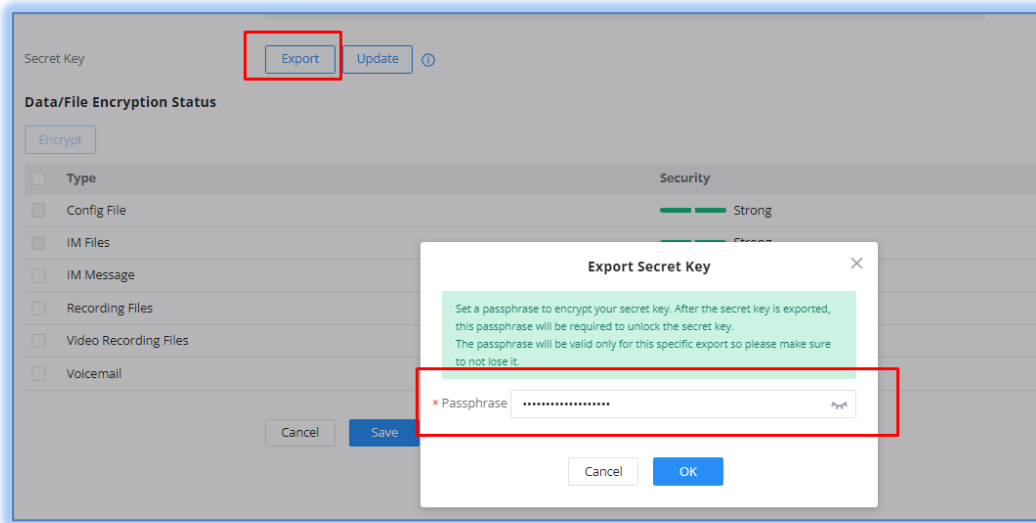 Secret Key Export Update
Data/File Encryption Status
Encrypt
Type Security
Config File Strong
IM Files Strong
IM Message
Recording Files
Video Recording Files
Voicemail
Cancel Save
Export Secret Key
Set a passphrase to encrypt your secret key. After the secret key is exported,
this passphrase will be required to unlock the secret key.
The passphrase will be valid only for this specific export so please make sure
to not lose it.
* Passphrase •••••••••••••••••••
Cancel OK